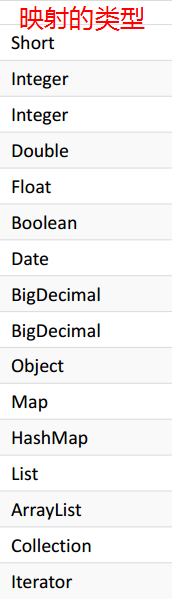 映射的类型
Short
Integer
Integer
Double
Float
Boolean
Date
BigDecimal
BigDecimal
Object
Map
HashMap
List
ArrayList
Collection
Iterator